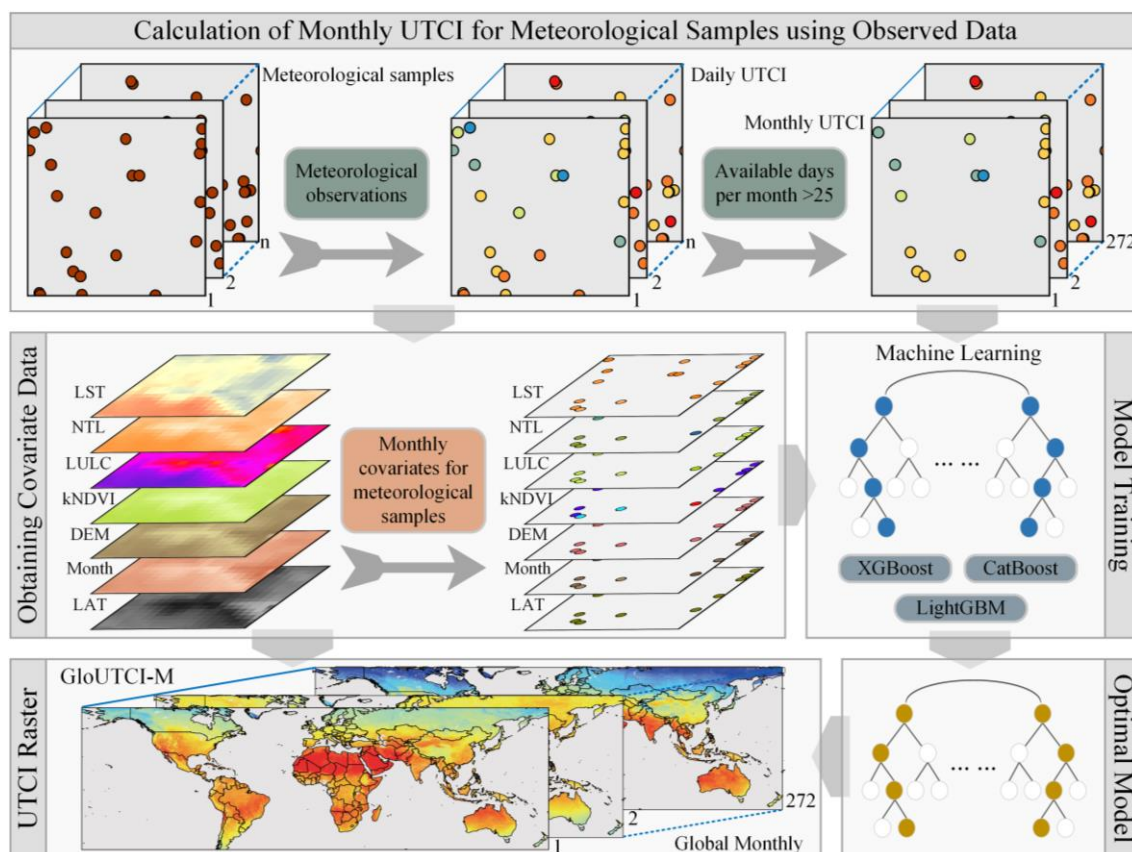 Calculation of Monthly UTCI for Meteorological Samples using Observed Data
Meteorological samples
Daily UTCI
Monthly UTCI
Meteorological
observations
Available days
per month >25
n
2
1
n
2
1
272
2
1
Obtaining Covariate Data
LST
NTL
LULC
kNDVI
DEM
Month
LAT
Monthly
covariates for
meteorological
samples
LST
NTL
LULC
kNDVI
DEM
Month
LAT
Model Training
Machine Learning
... ...
XGBoost
CatBoost
LightGBM
UTCI Raster
GloUTCI-M
272
2
1
Global Monthly
Optimal Model
... ...